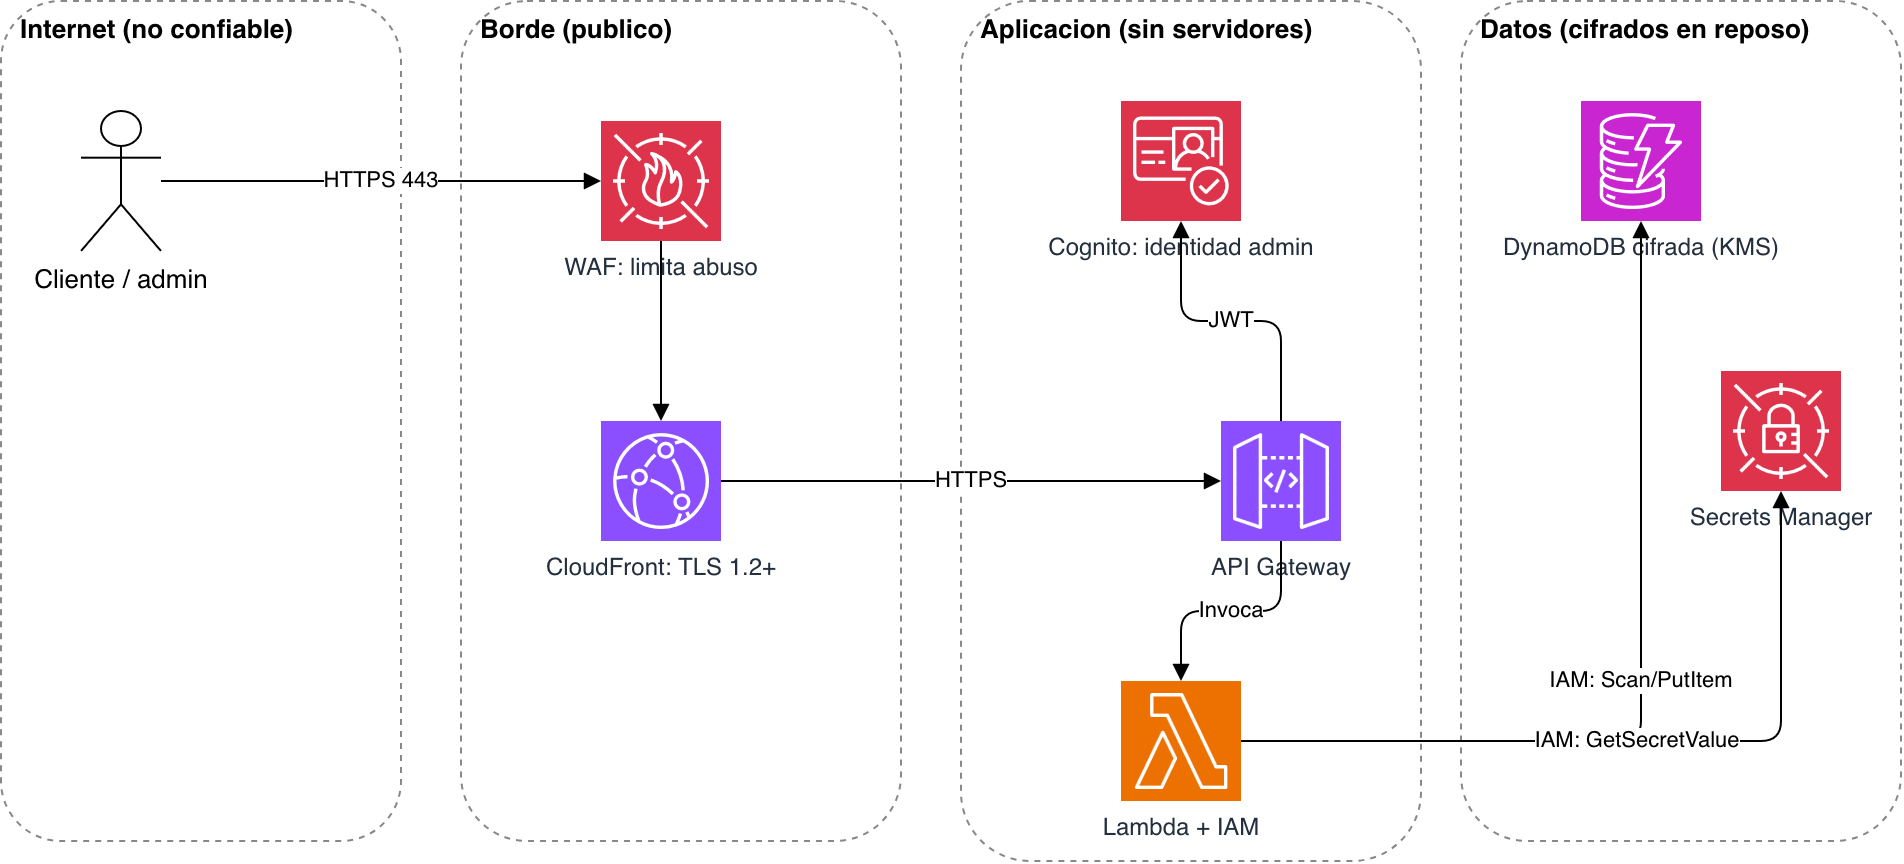 Internet (no confiable)
Borde (publico)
Aplicacion (sin servidores)
Datos (cifrados en reposo)
HTTPS 443
Cliente / admin
WAF: limita abuso
Cognito: identidad admin
DynamoDB cifrada (KMS)
JWT
HTTPS
CloudFront: TLS 1.2+
API Gateway
Secrets Manager
Invoca
IAM: Scan/PutItem
IAM: GetSecretValue
Lambda + IAM